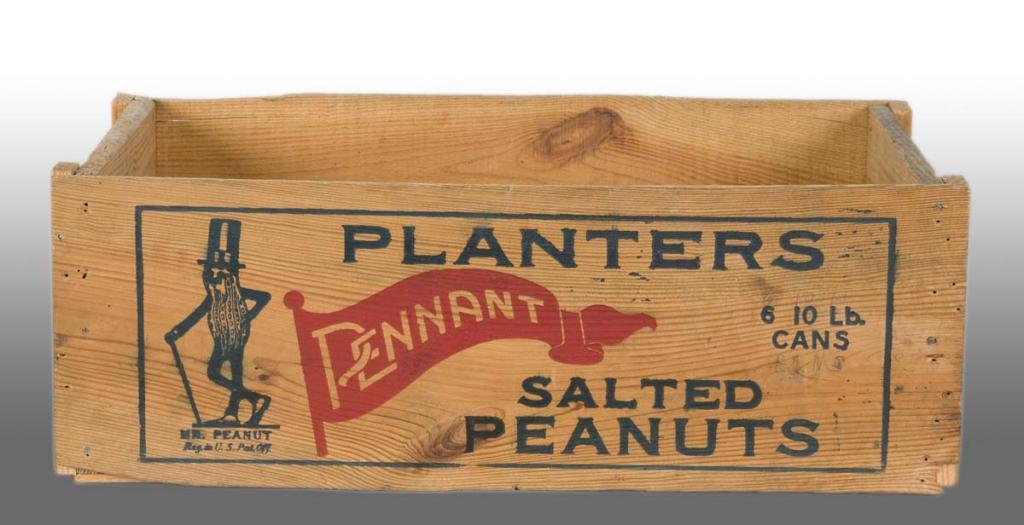 PLANTERS
PENNANT
6 10 Lb.
CANS
SALTED
PEANUTS
MR. PEANUT
Reg. in U.S. Pat. Off.